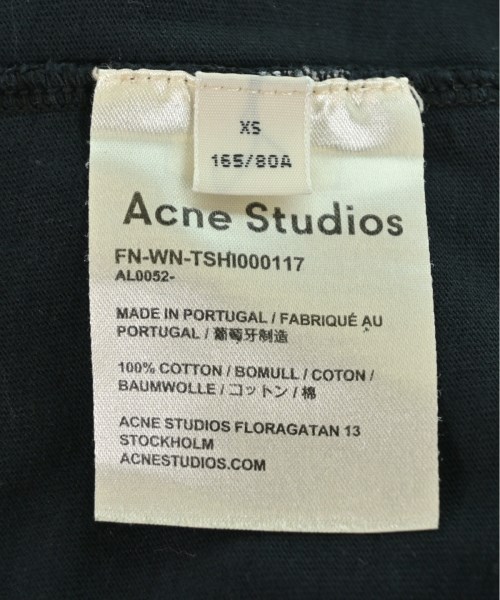 XS
165/80A
Acne Studios
FN-WN-TSHI000117
AL0052-
MADE IN PORTUGAL / FABRIQUÉ AU
PORTUGAL / 葡萄牙制造
100% COTTON / BOMULL / COTON /
BAUMWOLLE / コットン / 棉
ACNE STUDIOS FLORAGATAN 13
STOCKHOLM
ACNESTUDIOS.COM